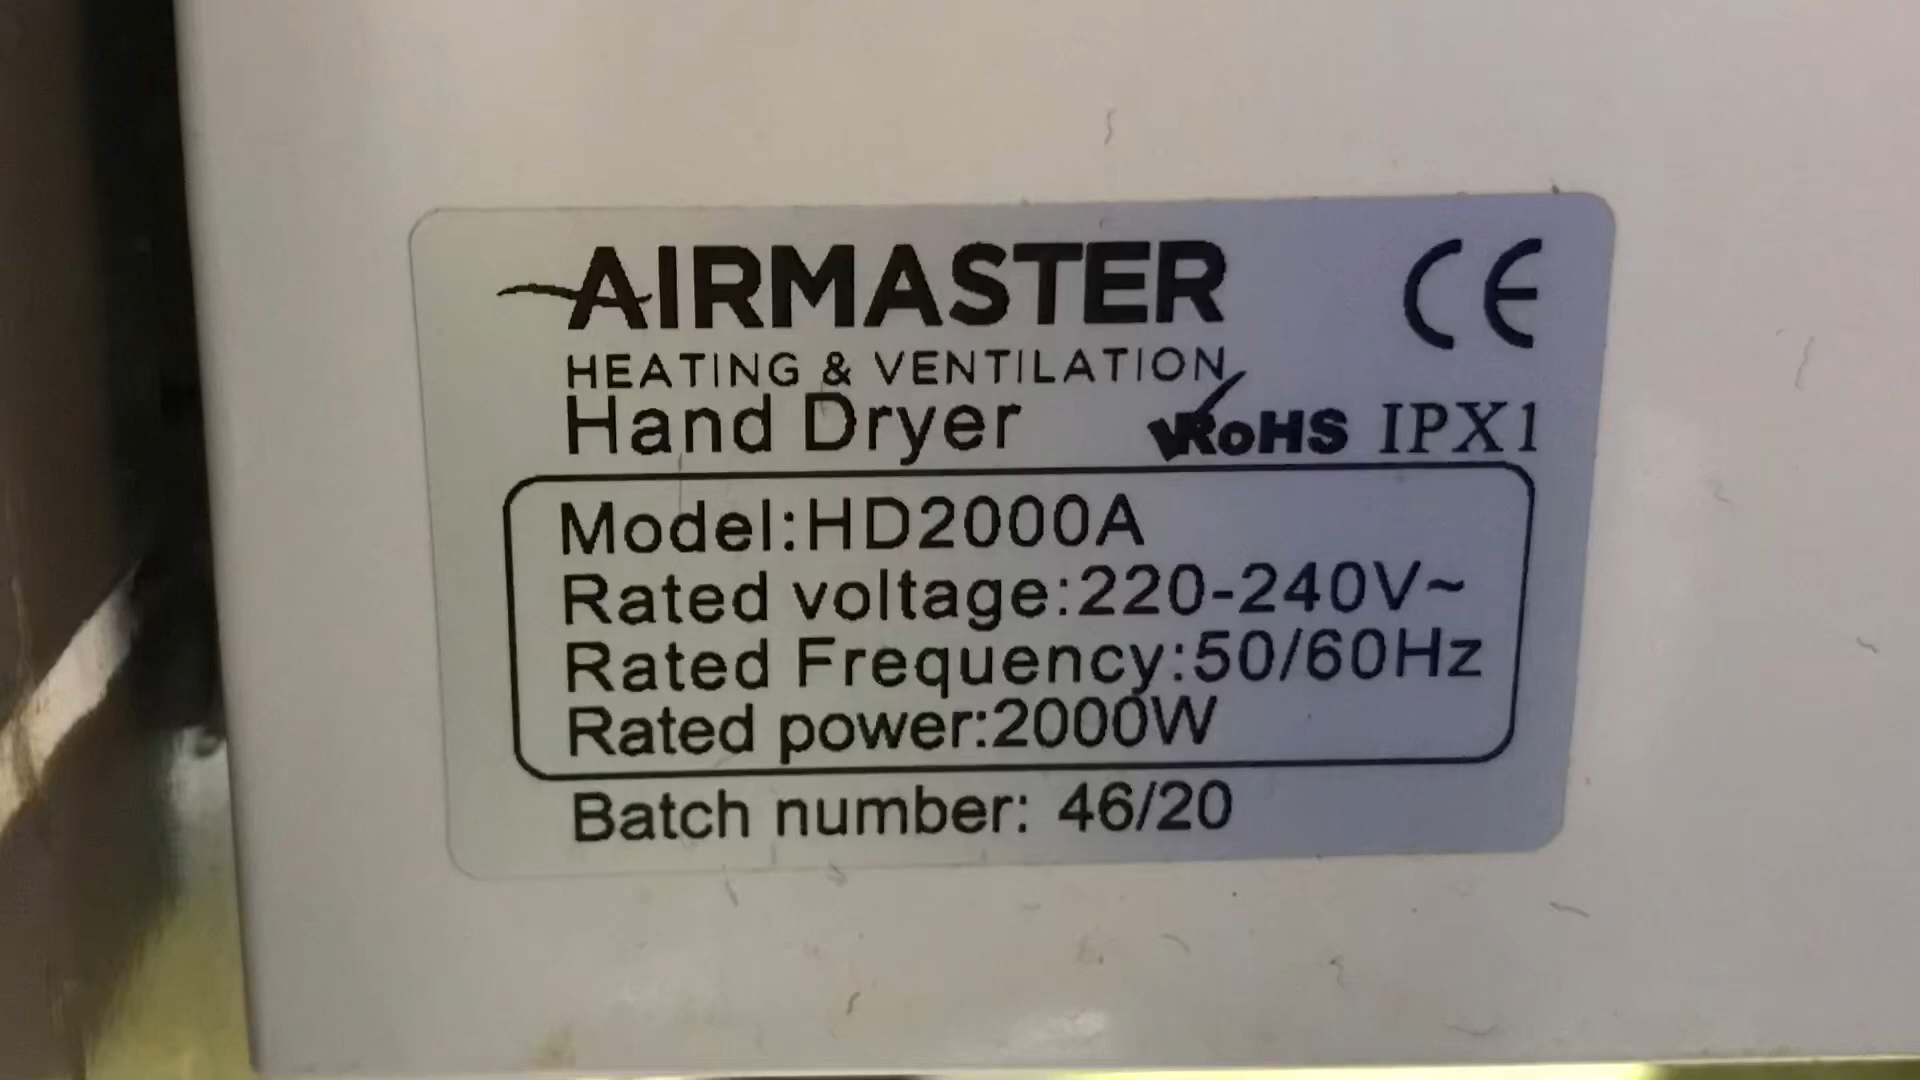 AIRMASTER
CE
HEATING & VENTILATION
Hand Dryer RoHS IPX1
Model:HD2000A
Rated voltage:220-240V~
Rated Frequency:50/60Hz
Rated power:2000W
Batch number: 46/20